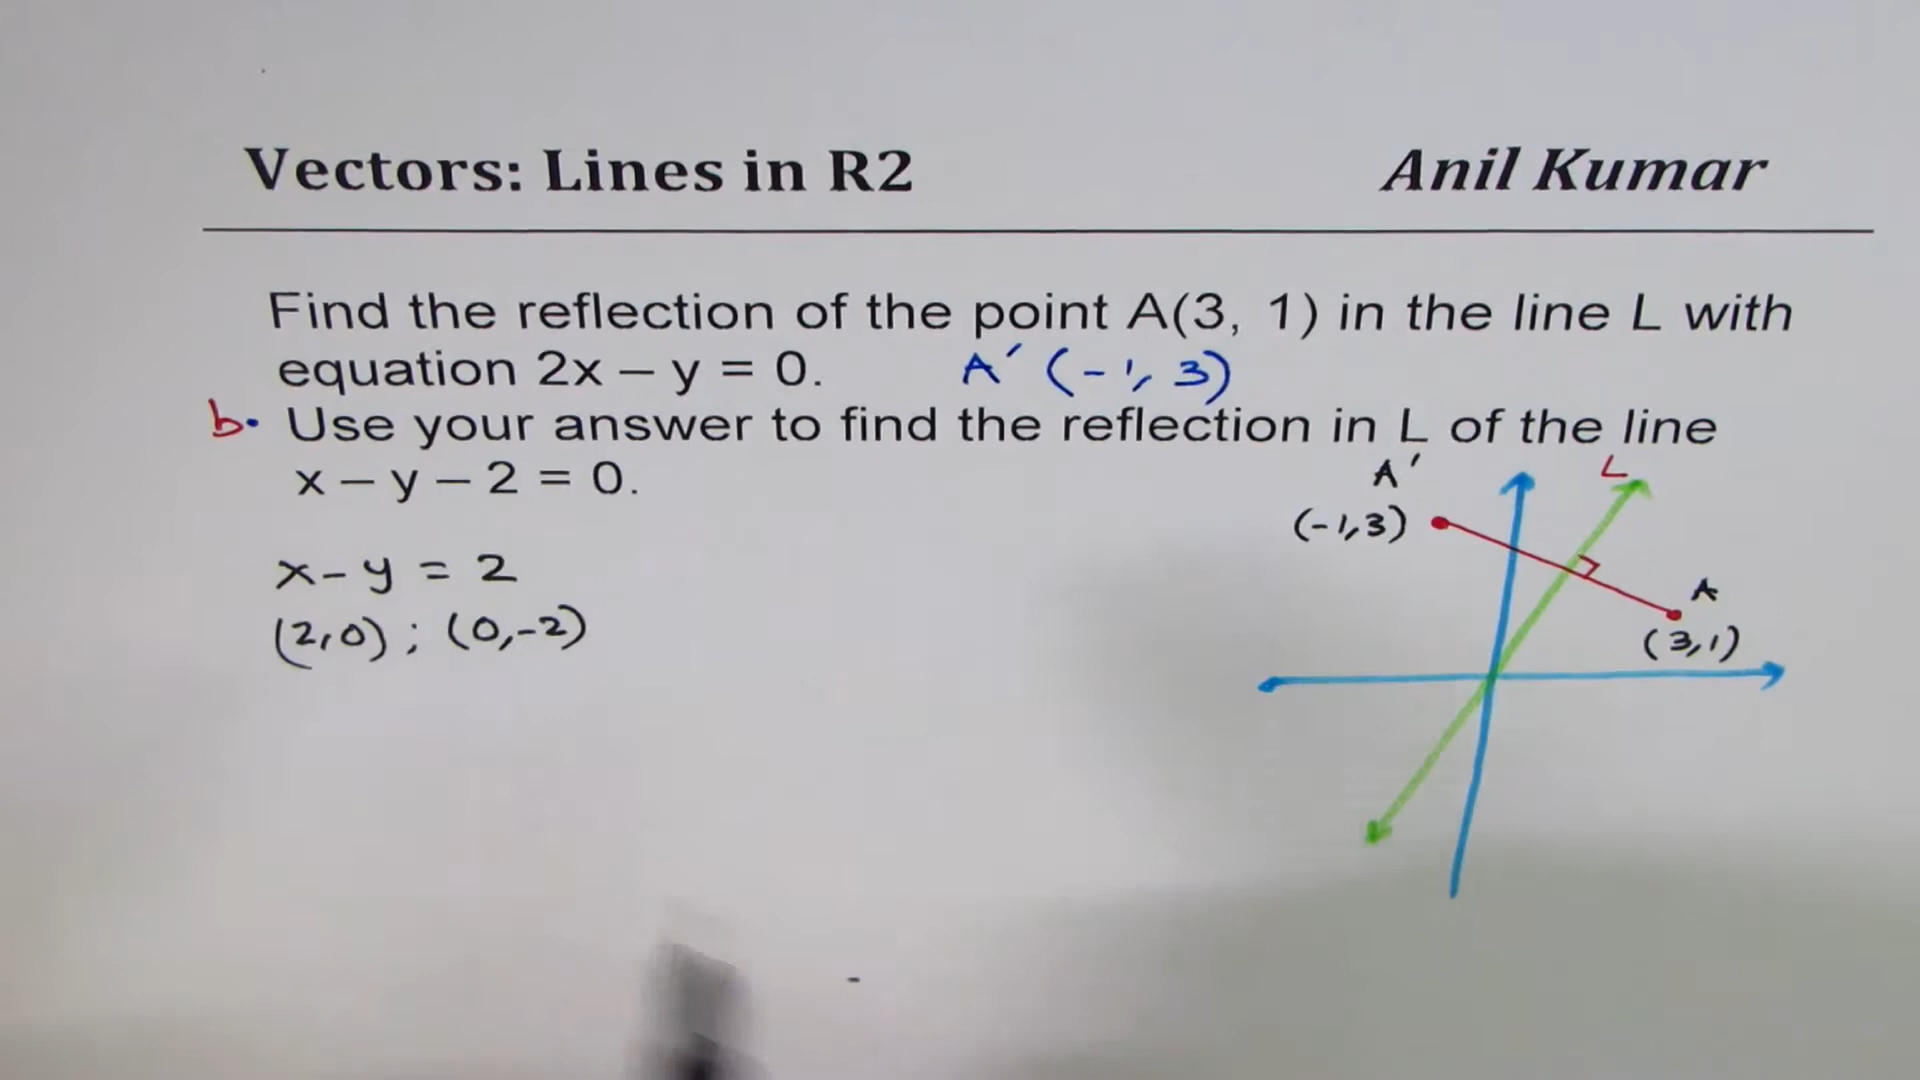 Vectors: Lines in R2
Anil Kumar
Find the reflection of the point A(3, 1) in the line L with
equation 2x – y = 0. A′ (-1, 3)
b. Use your answer to find the reflection in L of the line
x – y – 2 = 0.
x - y = 2
(2,0) ; (0,-2)
A′
L
(-1,3)
A
(3,1)